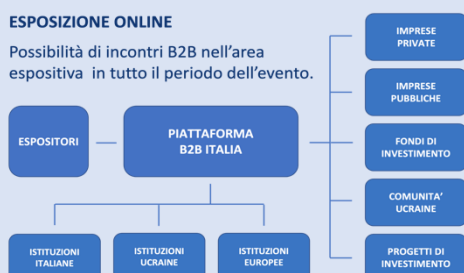 ESPOSIZIONE ONLINE
Possibilità di incontri B2B nell'area
espositiva in tutto il periodo dell'evento.
ESPOSITORI
PIATTAFORMA
B2B ITALIA
ISTITUZIONI
ITALIANE
ISTITUZIONI
UCRAINE
ISTITUZIONI
EUROPEE
IMPRESE
PRIVATE
IMPRESE
PUBBLICHE
FONDI DI
INVESTIMENTO
COMUNITA'
UCRAINE
PROGETTI DI
INVESTIMENTO